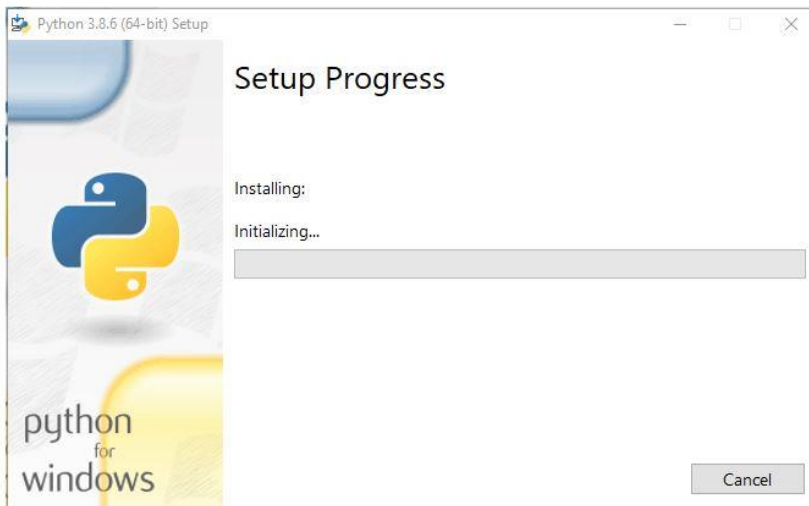 Python 3.8.6 (64-bit) Setup
Setup Progress
Installing:
Initializing...
python
for
windows
Cancel